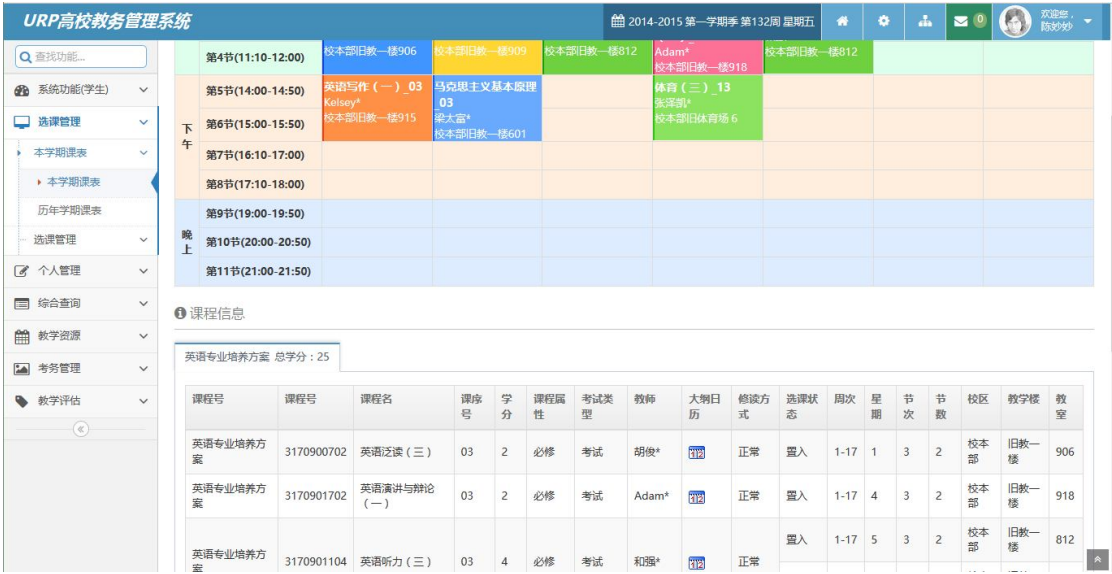 URP高校教务管理系统
2014-2015 第一学期季 第132周 星期五
0
欢迎您，
陈妙妙
查找功能...
系统功能(学生)
选课管理
本学期课表
本学期课表
历年学期课表
选课管理
个人管理
综合查询
教学资源
考务管理
教学评估
第4节(11:10-12:00)
校本部旧教一楼906
校本部旧教一楼909
校本部旧教一楼812
Adam*
校本部旧教一楼918
校本部旧教一楼812
下午
第5节(14:00-14:50)
英语写作（一）_03
Kelsey*
校本部旧教一楼915
马克思主义基本原理
_03
梁太富*
校本部旧教一楼601
体育（三）_13
张泽凯*
校本部旧体育场 6
第6节(15:00-15:50)
第7节(16:10-17:00)
第8节(17:10-18:00)
晚上
第9节(19:00-19:50)
第10节(20:00-20:50)
第11节(21:00-21:50)
课程信息
英语专业培养方案 总学分：25
课程号 课程号 课程名 课序号 学分 课程属性 考试类型 教师 大纲日历 修读方式 选课状态 周次 星期 节次 节数 校区 教学楼 教室
英语专业培养方案 3170900702 英语泛读（三） 03 2 必修 考试 胡俊* 正常 置入 1-17 1 3 2 校本部 旧教一楼 906
英语专业培养方案 3170901702 英语演讲与辩论（一） 03 2 必修 考试 Adam* 正常 置入 1-17 4 3 2 校本部 旧教一楼 918
英语专业培养方案 3170901104 英语听力（三） 03 4 必修 考试 和强* 正常 置入 1-17 5 3 2 校本部 旧教一楼 812